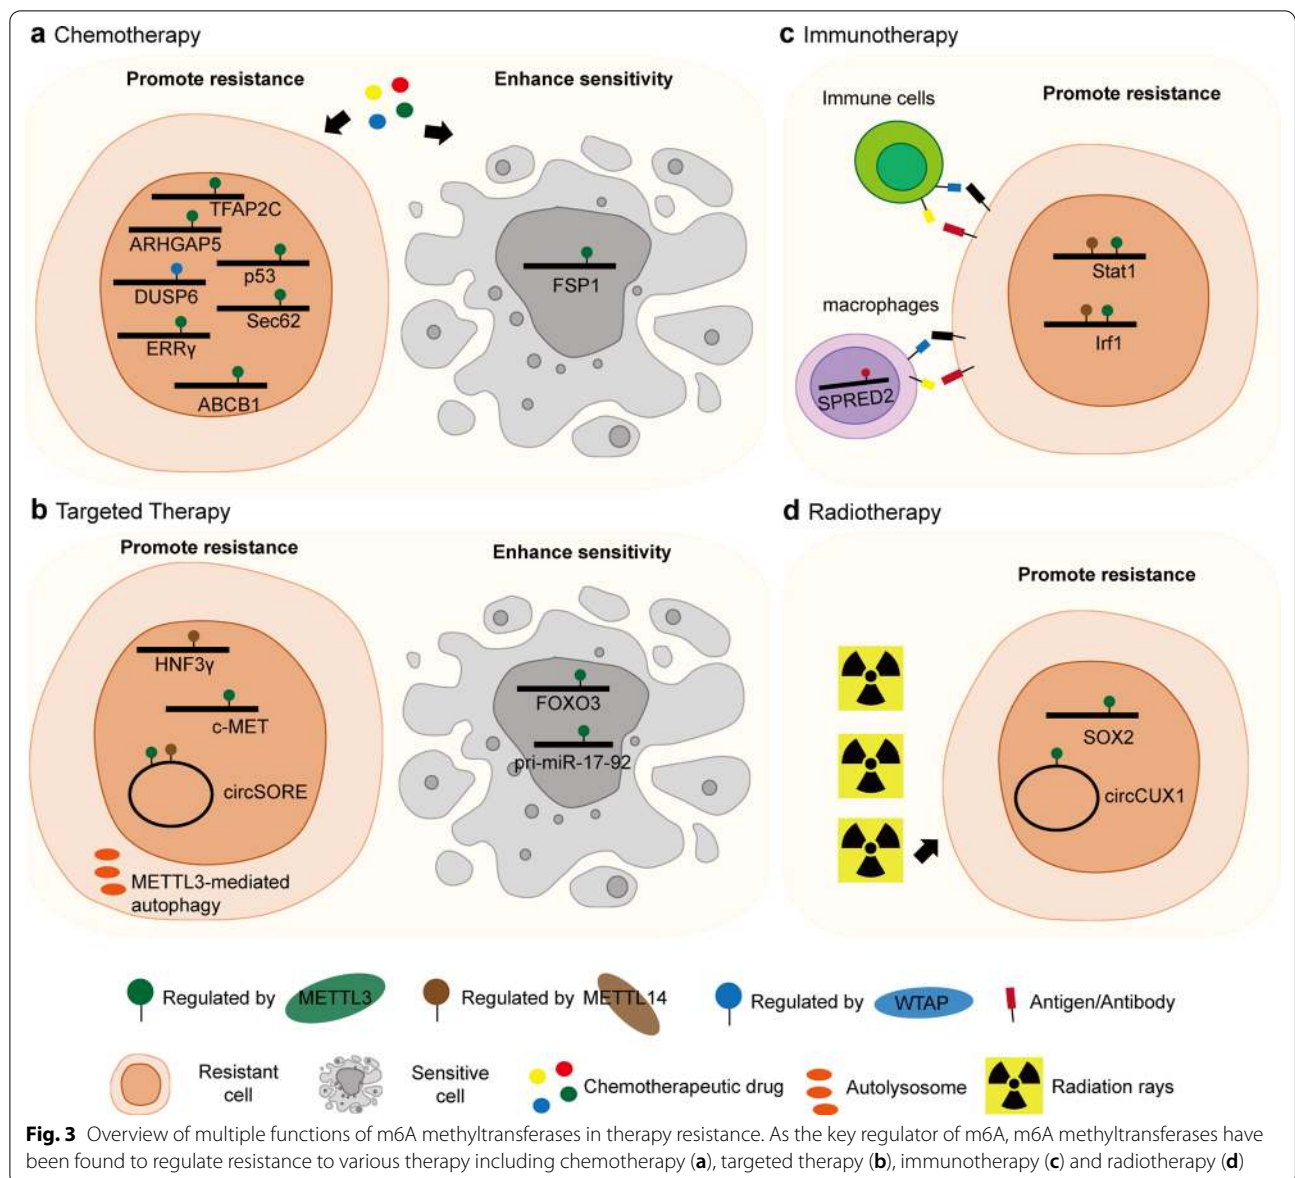 a Chemotherapy
Promote resistance
Enhance sensitivity
TFAP2C
ARHGAP5
p53
DUSP6
Sec62
ERRγ
ABCB1
FSP1
c Immunotherapy
Immune cells
Promote resistance
Stat1
macrophages
Irf1
SPRED2
b Targeted Therapy
Promote resistance
Enhance sensitivity
HNF3γ
c-MET
circSORE
METTL3-mediated
autophagy
FOXO3
pri-miR-17-92
d Radiotherapy
Promote resistance
SOX2
circCUX1
Regulated by METTL3
Regulated by METTL14
Regulated by WTAP
Antigen/Antibody
Resistant
cell
Sensitive
cell
Chemotherapeutic drug
Autolysosome
Radiation rays
Fig. 3 Overview of multiple functions of m6A methyltransferases in therapy resistance. As the key regulator of m6A, m6A methyltransferases have
been found to regulate resistance to various therapy including chemotherapy (a), targeted therapy (b), immunotherapy (c) and radiotherapy (d)